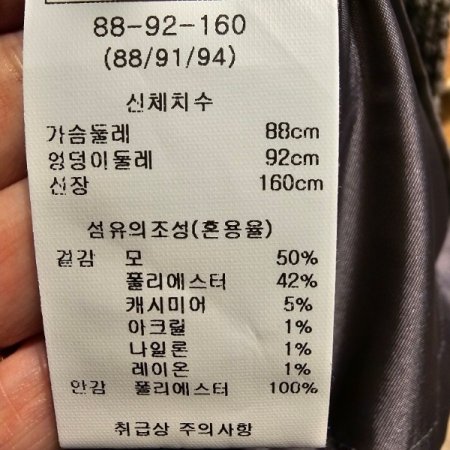 88-92-160
(88/91/94)
신체치수
가슴둘레 88cm
엉덩이둘레 92cm
신장 160cm
섬유의조성(혼용율)
겉감 모 50%
폴리에스터 42%
캐시미어 5%
아크릴 1%
나일론 1%
레이온 1%
안감 폴리에스터 100%
취급상 주의사항